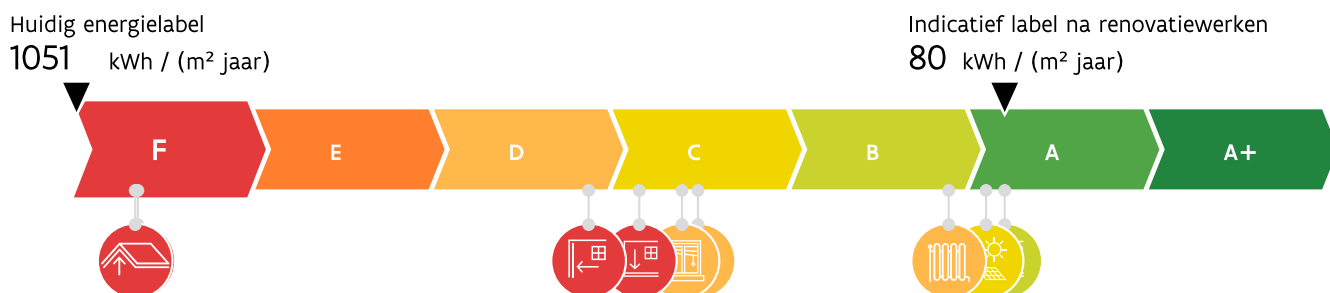 Huidig energielabel
1051 kWh / (m² jaar)
Indicatief label na renovatiewerken
80 kWh / (m² jaar)
F E D C B A A+